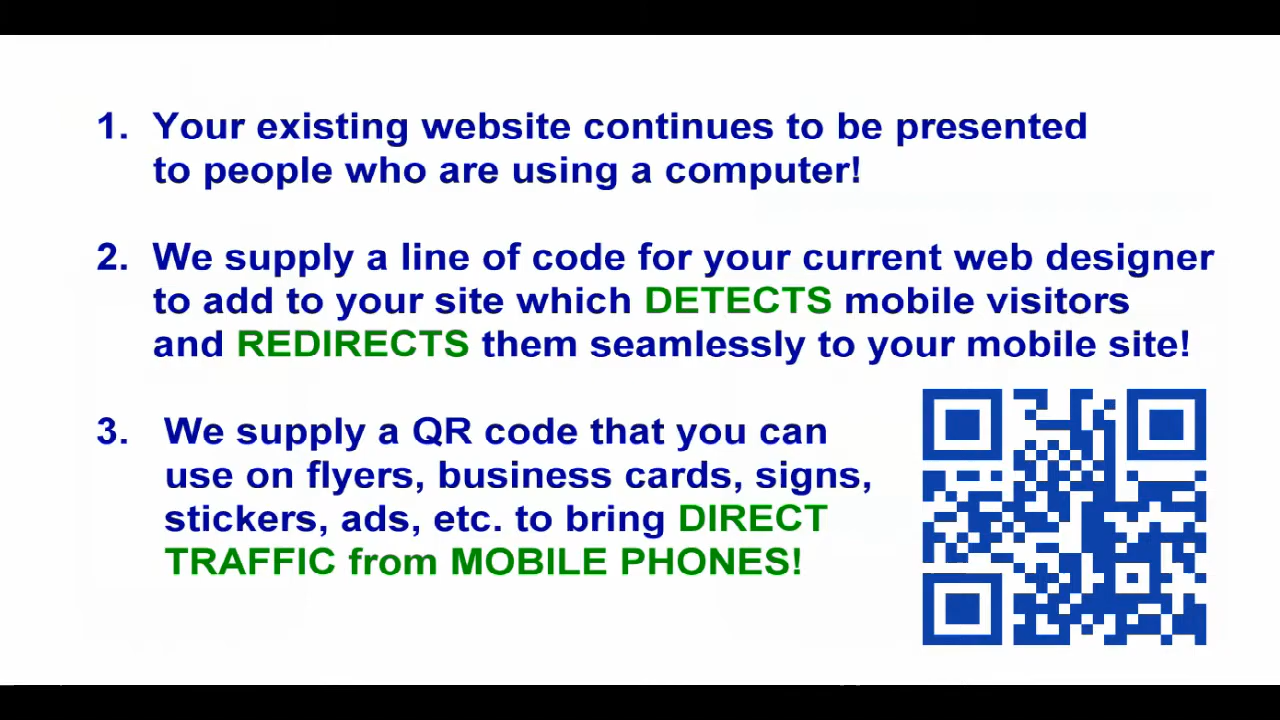 1. Your existing website continues to be presented
to people who are using a computer!
2. We supply a line of code for your current web designer
to add to your site which DETECTS mobile visitors
and REDIRECTS them seamlessly to your mobile site!
3. We supply a QR code that you can
use on flyers, business cards, signs,
stickers, ads, etc. to bring DIRECT
TRAFFIC from MOBILE PHONES!